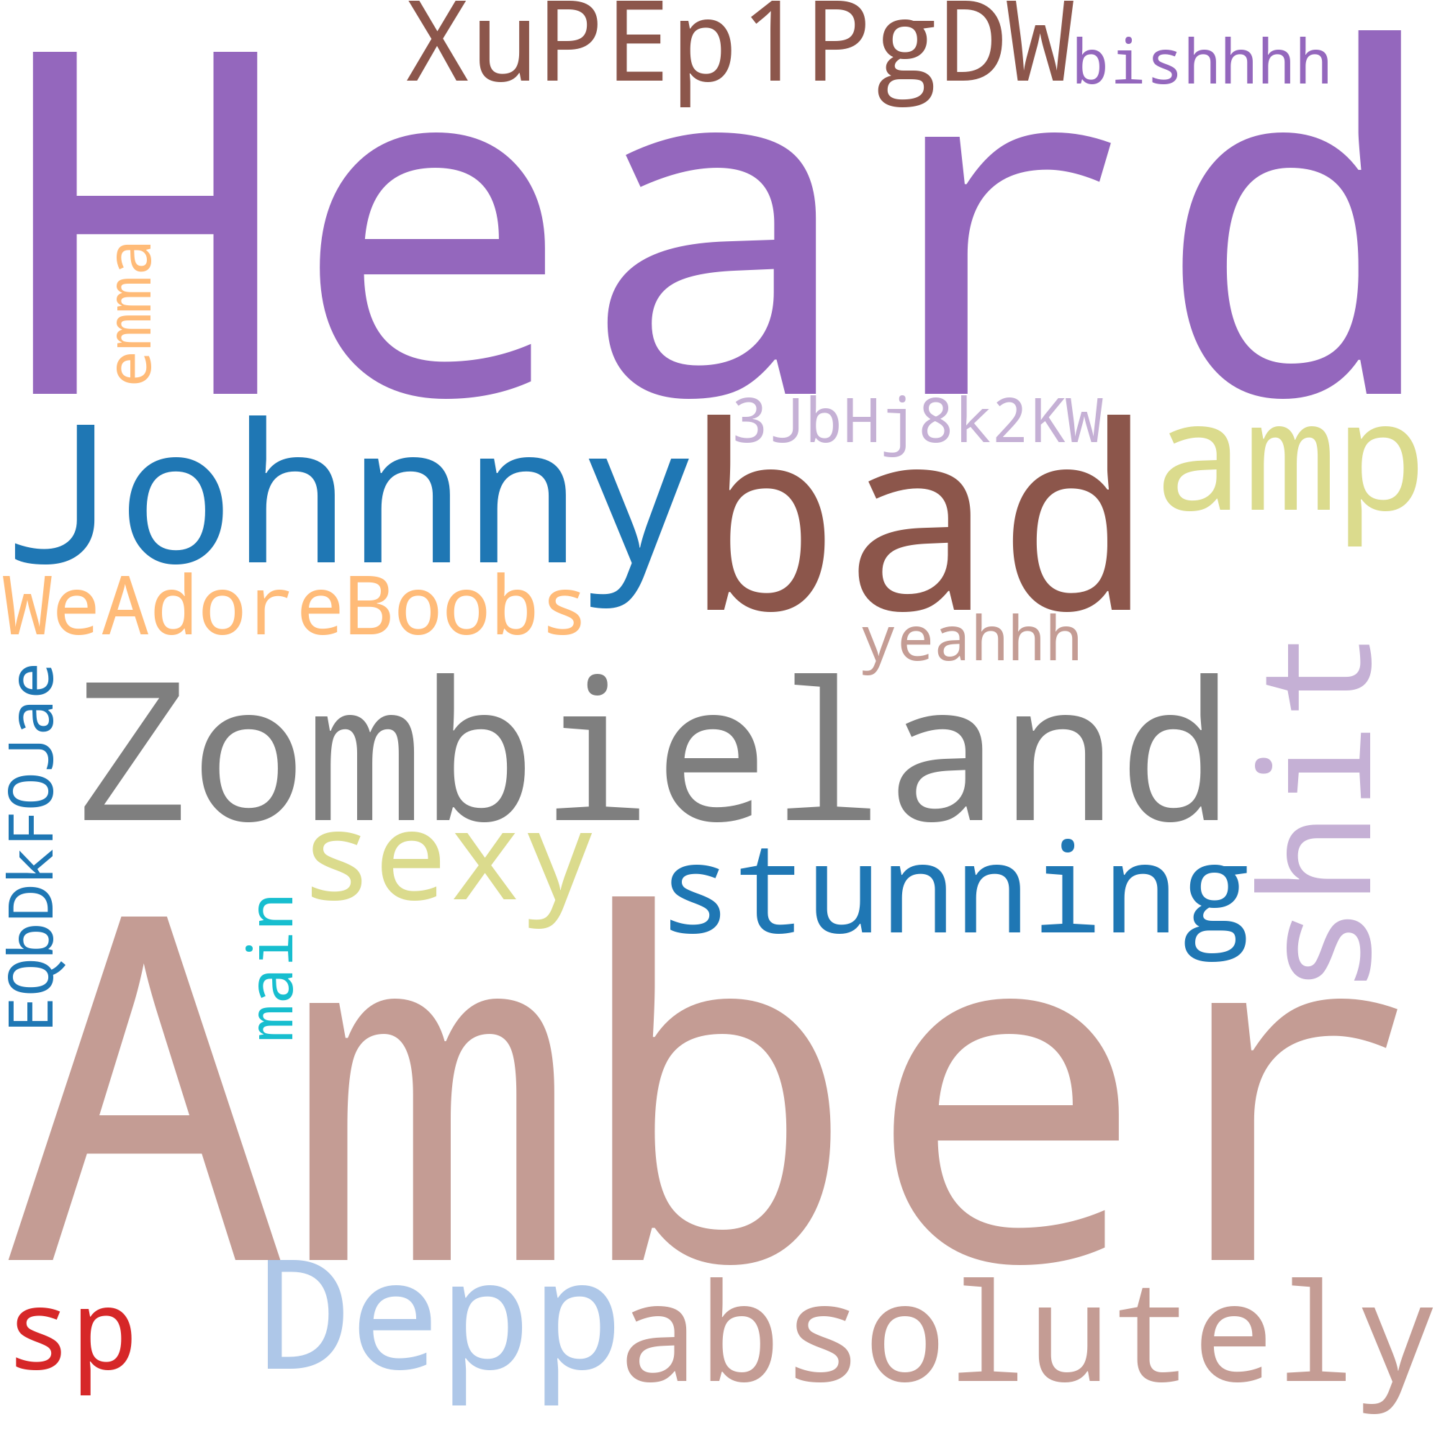 XuPEp1PgDW
bishhhh
Heard
emma
3JbHj8k2KW
Johnny
bad
amp
WeAdoreBoobs
yeahhh
shit
EQbDkFOJae
Zombieland
sexy
stunning
main
Amber
sp
Depp
absolutely